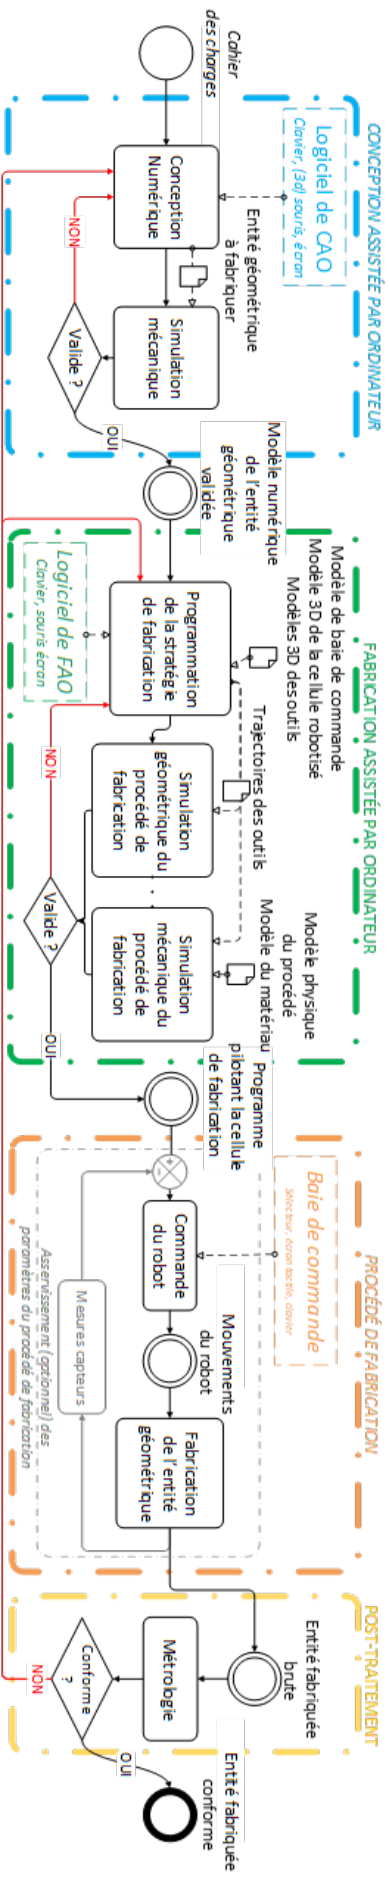 CONCEPTION ASSISTÉE PAR ORDINATEUR
Logiciel de CAO
Clavier, (3d) souris, écran
Cahier
des charges
Entité géométrique
à fabriquer
Conception
Numérique
Simulation
mécanique
NON
Valide ?
OUI
Modèle numérique
de l'entité
géométrique
validée
FABRICATION ASSISTÉE PAR ORDINATEUR
Modèle de baie de commande
Modèle 3D de la cellule robotisé
Modèles 3D des outils
Trajectoires des outils
Modèle physique
du procédé
Modèle du matériau
Programmation
de la stratégie
de fabrication
Simulation
géométrique du
procédé de
fabrication
Simulation
mécanique du
procédé de
fabrication
Logiciel de FAO
Clavier, souris écran
NON
Valide ?
OUI
Programme
pilotant la cellule
de fabrication
PROCÉDÉ DE FABRICATION
Baie de commande
Sélecteur, écran tactile, clavier
+
-
Commande
du robot
Mouvements
du robot
Fabrication
de l'entité
géométrique
Mesures capteurs
Asservissement (optionnel) des
paramètres du procédé de fabrication
POST-TRAITEMENT
Entité fabriquée
brute
Métrologie
Conforme
?
NON
OUI
Entité fabriquée
conforme